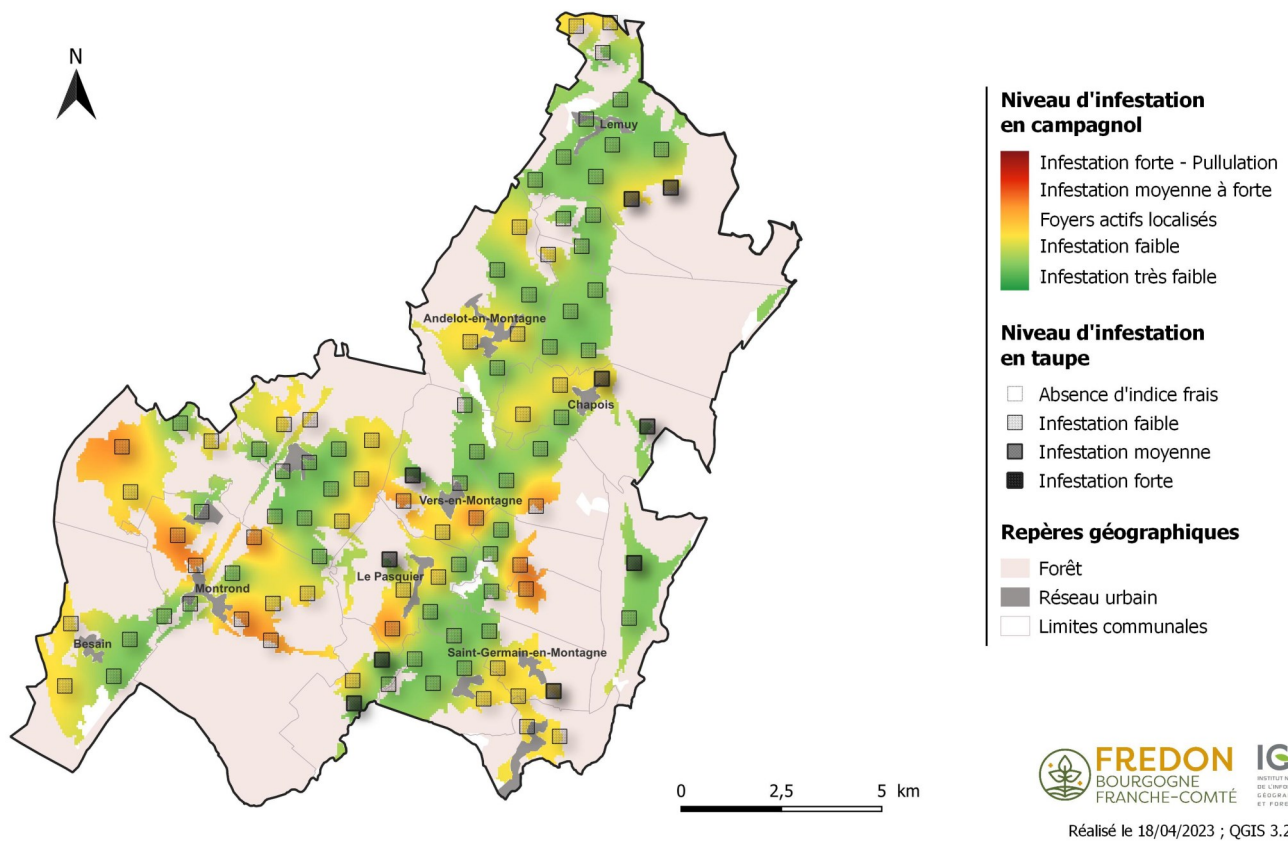 N
Lemuy
Andelot-en-Montagne
Chapois
Vers-en-Montagne
Le Pasquier
Montrond
Besain
Saint-Germain-en-Montagne
0 2,5 5 km
Niveau d'infestation
en campagnol
Infestation forte - Pullulation
Infestation moyenne à forte
Foyers actifs localisés
Infestation faible
Infestation très faible
Niveau d'infestation
en taupe
Absence d'indice frais
Infestation faible
Infestation moyenne
Infestation forte
Repères géographiques
Forêt
Réseau urbain
Limites communales
FREDON
BOURGOGNE
FRANCHE-COMTÉ
Réalisé le 18/04/2023 ; QGIS 3.2